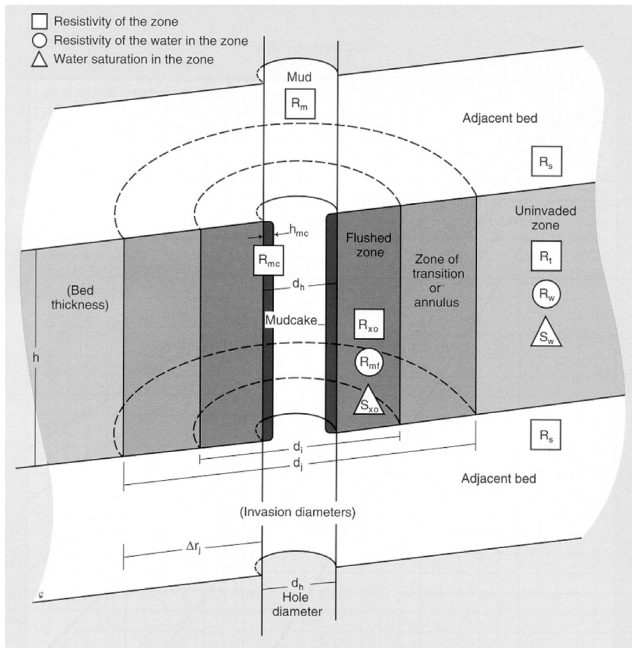 Resistivity of the zone
Resistivity of the water in the zone
Water saturation in the zone
Mud
Rm
Adjacent bed
Rs
Uninvaded
zone
Rt
Rw
Sw
hmc
Rmc
dh
Flushed
zone
Zone of
transition
or
annulus
(Bed
thickness)
h
Mudcake
Rxo
Rmf
Sxo
di
dj
Rs
Adjacent bed
(Invasion diameters)
Δrj
dh
Hole
diameter